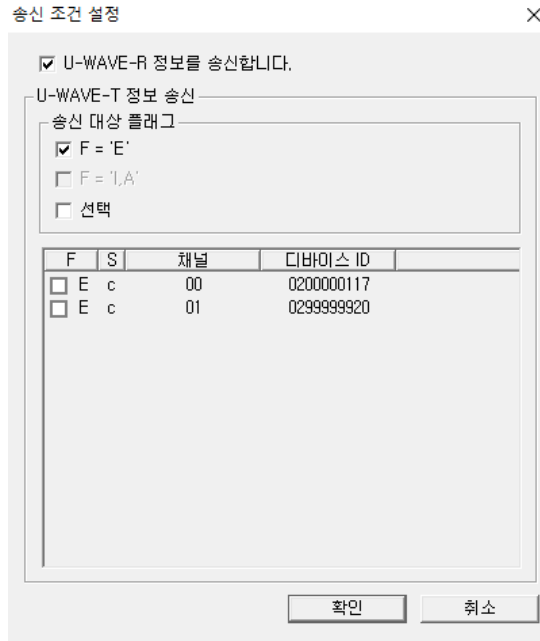 송신 조건 설정
U-WAVE-R 정보를 송신합니다.
U-WAVE-T 정보 송신
송신 대상 플래그
F = 'E'
F = 'I,A'
선택
F S 채널 디바이스 ID
E c 00 0200000117
E c 01 0299999920
확인 취소